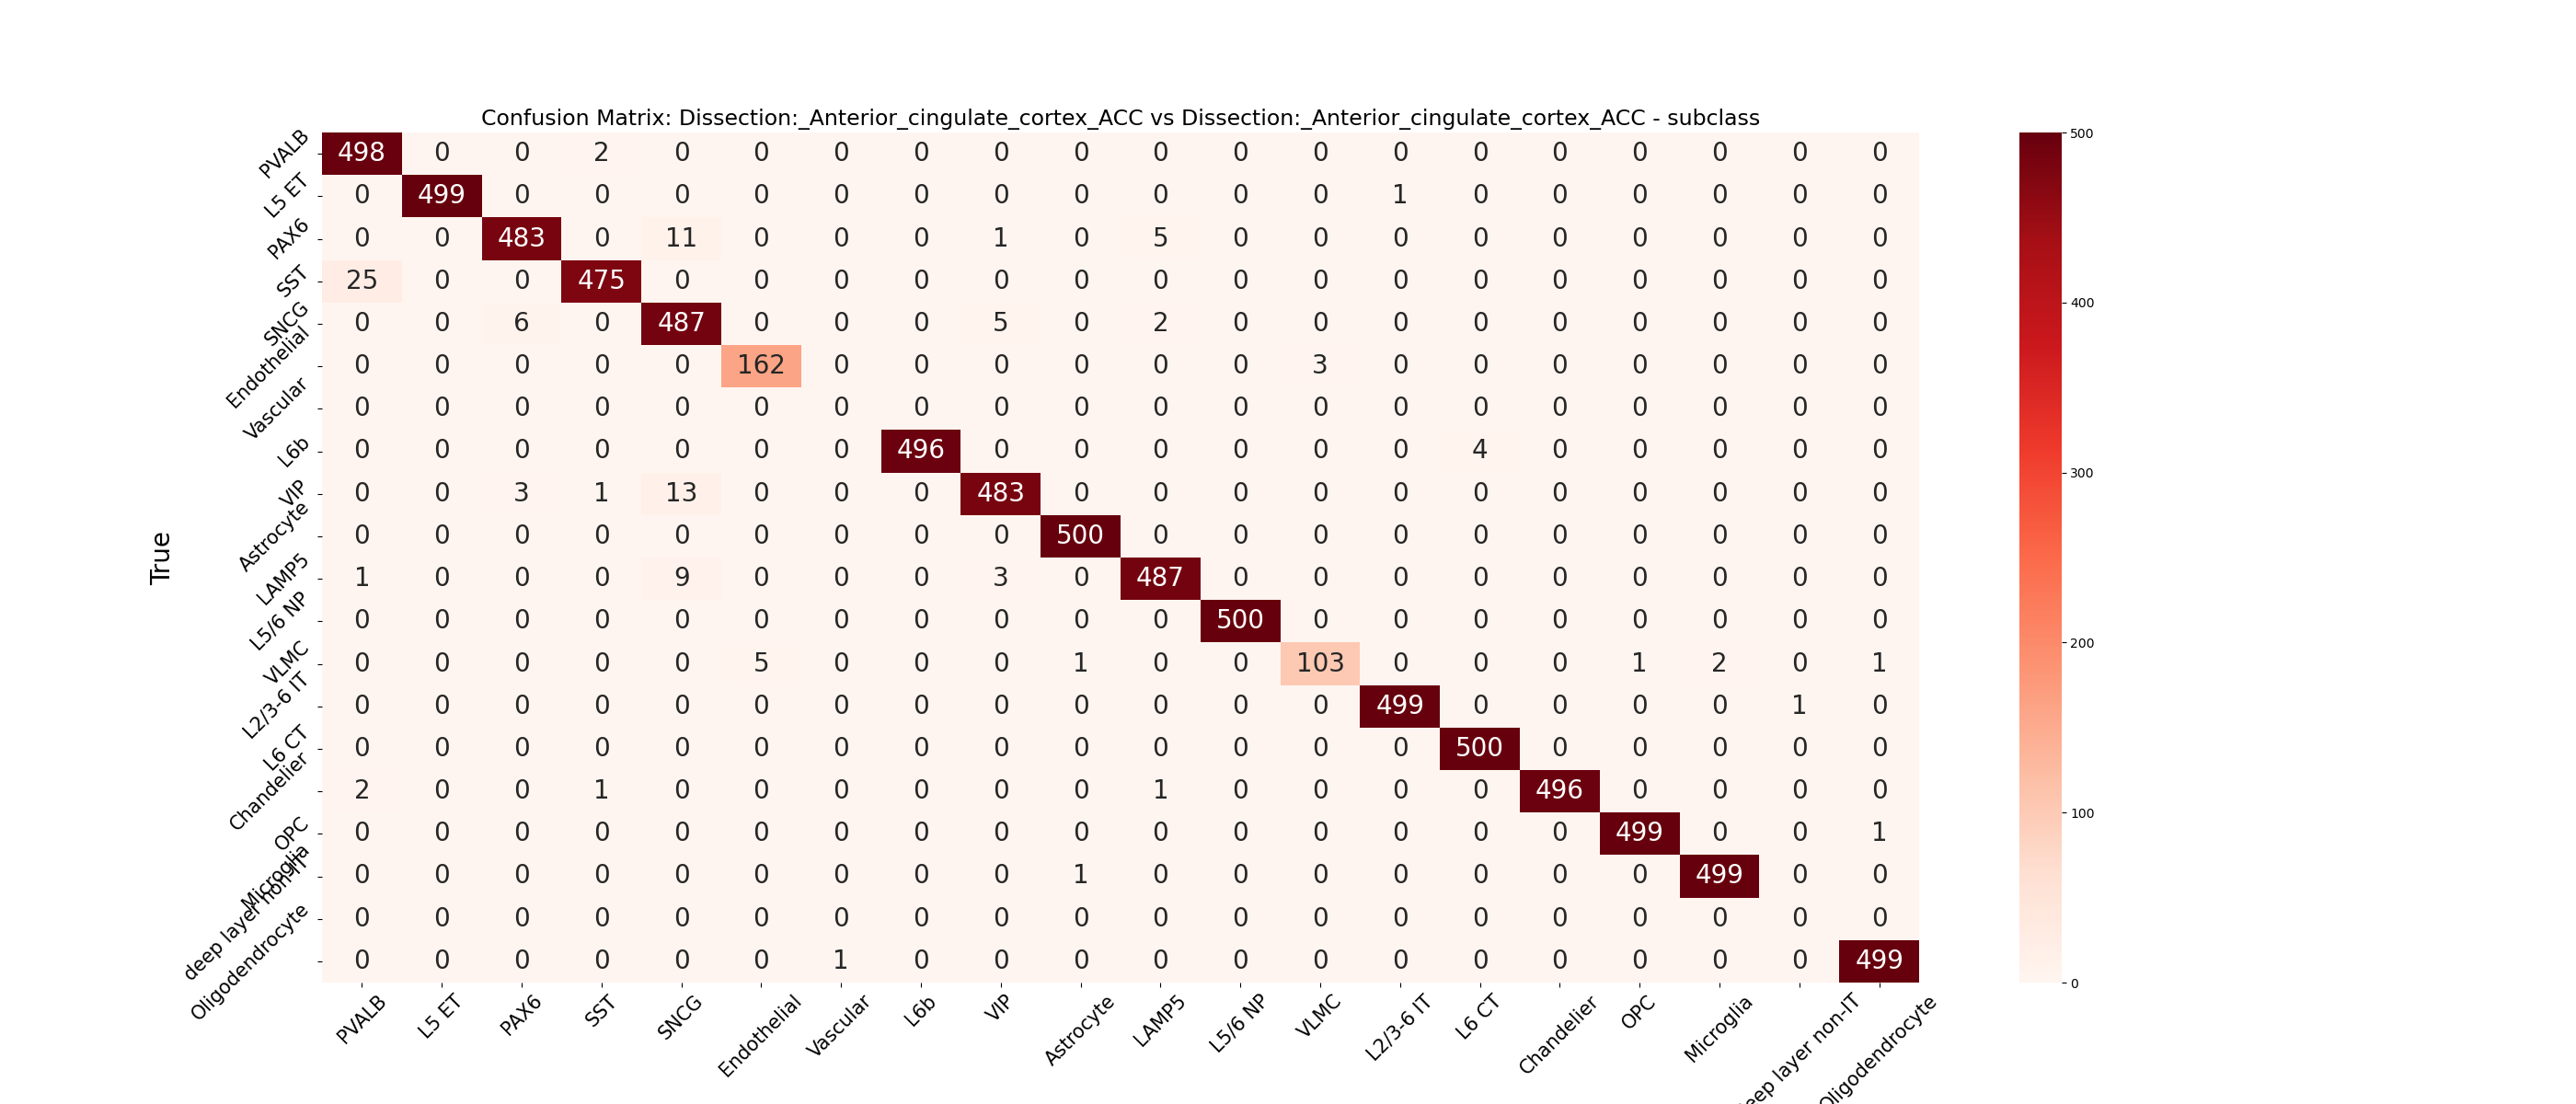 Confusion Matrix: Dissection:_Anterior_cingulate_cortex_ACC vs Dissection:_Anterior_cingulate_cortex_ACC - subclass
True
PVALB 498 0 0 2 0 0 0 0 0 0 0 0 0 0 0 0 0 0 0 0
L5 ET 0 499 0 0 0 0 0 0 0 0 0 0 0 1 0 0 0 0 0 0
PAX6 0 0 483 0 11 0 0 0 1 0 5 0 0 0 0 0 0 0 0 0
SST 25 0 0 475 0 0 0 0 0 0 0 0 0 0 0 0 0 0 0 0
SNCG 0 0 6 0 487 0 0 0 5 0 2 0 0 0 0 0 0 0 0 0
Endothelial 0 0 0 0 0 162 0 0 0 0 0 0 3 0 0 0 0 0 0 0
Vascular 0 0 0 0 0 0 0 0 0 0 0 0 0 0 0 0 0 0 0 0
L6b 0 0 0 0 0 0 0 496 0 0 0 0 0 0 4 0 0 0 0 0
VIP 0 0 3 1 13 0 0 0 483 0 0 0 0 0 0 0 0 0 0 0
Astrocyte 0 0 0 0 0 0 0 0 0 500 0 0 0 0 0 0 0 0 0 0
LAMP5 1 0 0 0 9 0 0 0 3 0 487 0 0 0 0 0 0 0 0 0
L5/6 NP 0 0 0 0 0 0 0 0 0 0 0 500 0 0 0 0 0 0 0 0
VLMC 0 0 0 0 0 5 0 0 0 1 0 0 103 0 0 0 1 2 0 1
L2/3-6 IT 0 0 0 0 0 0 0 0 0 0 0 0 0 499 0 0 0 0 1 0
L6 CT 0 0 0 0 0 0 0 0 0 0 0 0 0 0 500 0 0 0 0 0
Chandelier 2 0 0 1 0 0 0 0 0 0 1 0 0 0 0 496 0 0 0 0
OPC 0 0 0 0 0 0 0 0 0 0 0 0 0 0 0 0 499 0 0 1
Microglia 0 0 0 0 0 0 0 0 0 1 0 0 0 0 0 0 0 499 0 0
deep layer non-IT 0 0 0 0 0 0 0 0 0 0 0 0 0 0 0 0 0 0 0 0
Oligodendrocyte 0 0 0 0 0 0 1 0 0 0 0 0 0 0 0 0 0 0 0 499
PVALB L5 ET PAX6 SST SNCG Endothelial Vascular L6b VIP Astrocyte LAMP5 L5/6 NP VLMC L2/3-6 IT L6 CT Chandelier OPC Microglia deep layer non-IT Oligodendrocyte
500
400
300
200
100
0